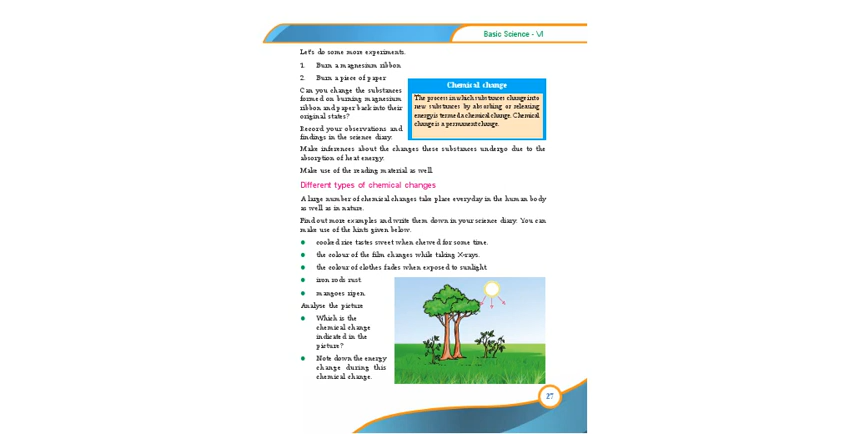 Basic Science - VI
Let's do some more experiments.
1. Burn a magnesium ribbon
2. Burn a piece of paper
Can you change the substances
formed on burning magnesium
ribbon and paper back into their
original states?
Record your observations and
findings in the science diary.
Chemical change
The process in which substances change into
new substances by absorbing or releasing
energy is termed a chemical change. Chemical
change is a permanent change.
Make inferences about the changes these substances undergo due to the
absorption of heat energy.
Make use of the reading material as well.
Different types of chemical changes
A large number of chemical changes take place everyday in the human body
as well as in nature.
Find out more examples and write them down in your science diary. You can
make use of the hints given below.
● cooked rice tastes sweet when chewed for some time.
● the colour of the film changes while taking X-rays.
● the colour of clothes fades when exposed to sunlight
● iron rods rust
● mangoes ripen
Analyse the picture
● Which is the
chemical change
indicated in the
picture?
● Note down the energy
change during this
chemical change.
27